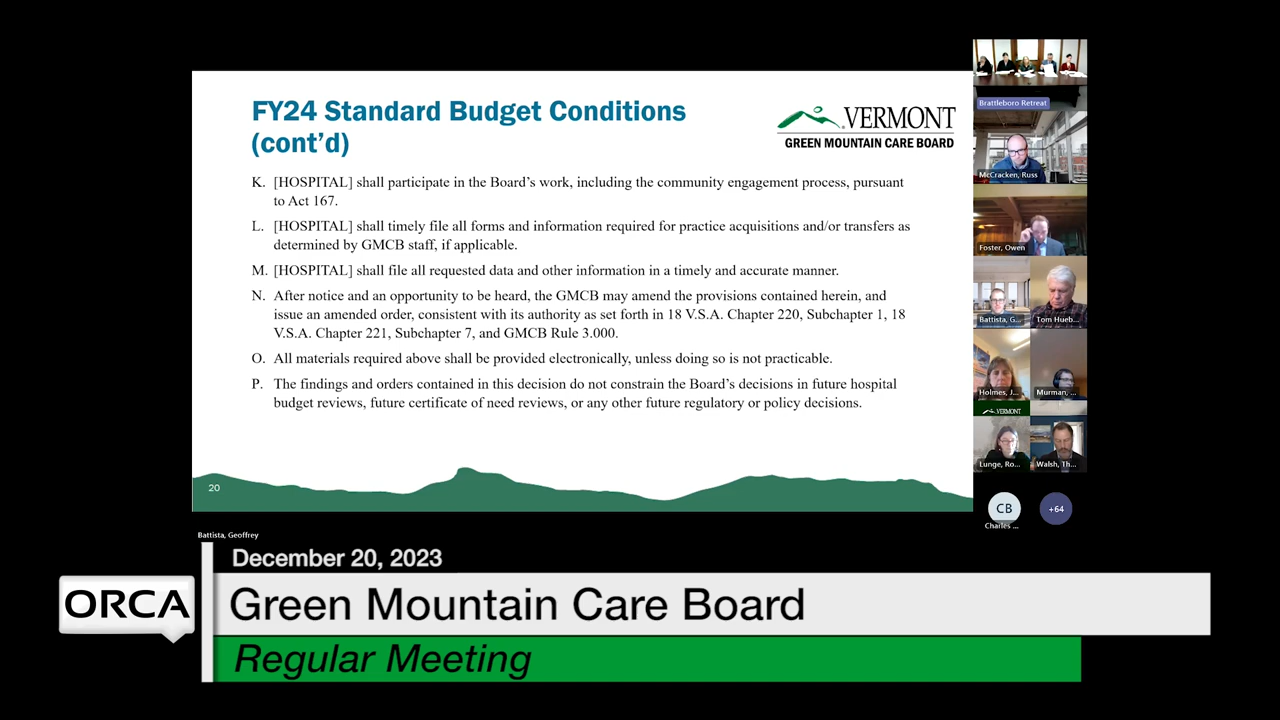 FY24 Standard Budget Conditions
(cont'd)
VERMONT
GREEN MOUNTAIN CARE BOARD
K. [HOSPITAL] shall participate in the Board's work, including the community engagement process, pursuant
to Act 167.
L. [HOSPITAL] shall timely file all forms and information required for practice acquisitions and/or transfers as
determined by GMCB staff, if applicable.
M. [HOSPITAL] shall file all requested data and other information in a timely and accurate manner.
N. After notice and an opportunity to be heard, the GMCB may amend the provisions contained herein, and
issue an amended order, consistent with its authority as set forth in 18 V.S.A. Chapter 220, Subchapter 1, 18
V.S.A. Chapter 221, Subchapter 7, and GMCB Rule 3.000.
O. All materials required above shall be provided electronically, unless doing so is not practicable.
P. The findings and orders contained in this decision do not constrain the Board's decisions in future hospital
budget reviews, future certificate of need reviews, or any other future regulatory or policy decisions.
20
Brattleboro Retreat
McCracken, Russ
Foster, Owen
Battista, G...
Tom Hueb...
Holmes, J...
Murman, ...
VERMONT
Lunge, Ro...
Walsh, Th...
CB
+64
Charles ...
Battista, Geoffrey
December 20, 2023
ORCA
Green Mountain Care Board
Regular Meeting